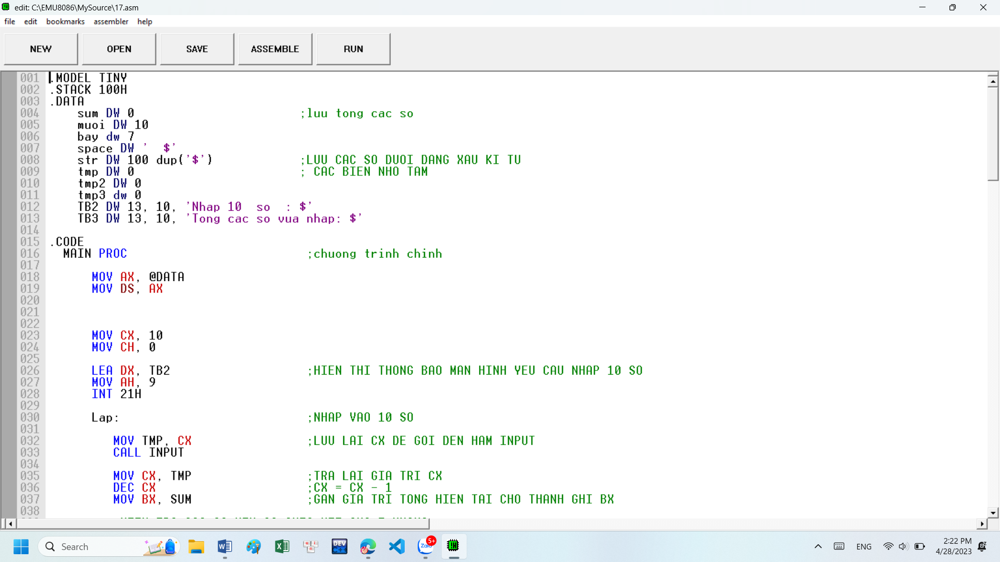 edit: C:\EMU8086\MySource\17.asm
file edit bookmarks assembler help
NEW OPEN SAVE ASSEMBLE RUN
001 .MODEL TINY
002 .STACK 100H
003 .DATA
004 sum DW 0 ;luu tong cac so
005 muoi DW 10
006 bay dw 7
007 space DW '  $'
008 str DW 100 dup('$') ;LUU CAC SO DUOI DANG XAU KI TU
009 tmp DW 0 ; CAC BIEN NHO TAM
010 tmp2 DW 0
011 tmp3 dw 0
012 TB2 DW 13, 10, 'Nhap 10  so  : $'
013 TB3 DW 13, 10, 'Tong cac so vua nhap: $'
014
015 .CODE
016 MAIN PROC ;chuong trinh chinh
017
018 MOV AX, @DATA
019 MOV DS, AX
020
021
022
023 MOV CX, 10
024 MOV CH, 0
025
026 LEA DX, TB2 ;HIEN THI THONG BAO MAN HINH YEU CAU NHAP 10 SO
027 MOV AH, 9
028 INT 21H
029
030 Lap: ;NHAP VAO 10 SO
031
032 MOV TMP, CX ;LUU LAI CX DE GOI DEN HAM INPUT
033 CALL INPUT
034
035 MOV CX, TMP ;TRA LAI GIA TRI CX
036 DEC CX ;CX = CX - 1
037 MOV BX, SUM ;GAN GIA TRI TONG HIEN TAI CHO THANH GHI BX
038
Search
DEV C++
Zalo
5+
ENG
2:22 PM
4/28/2023